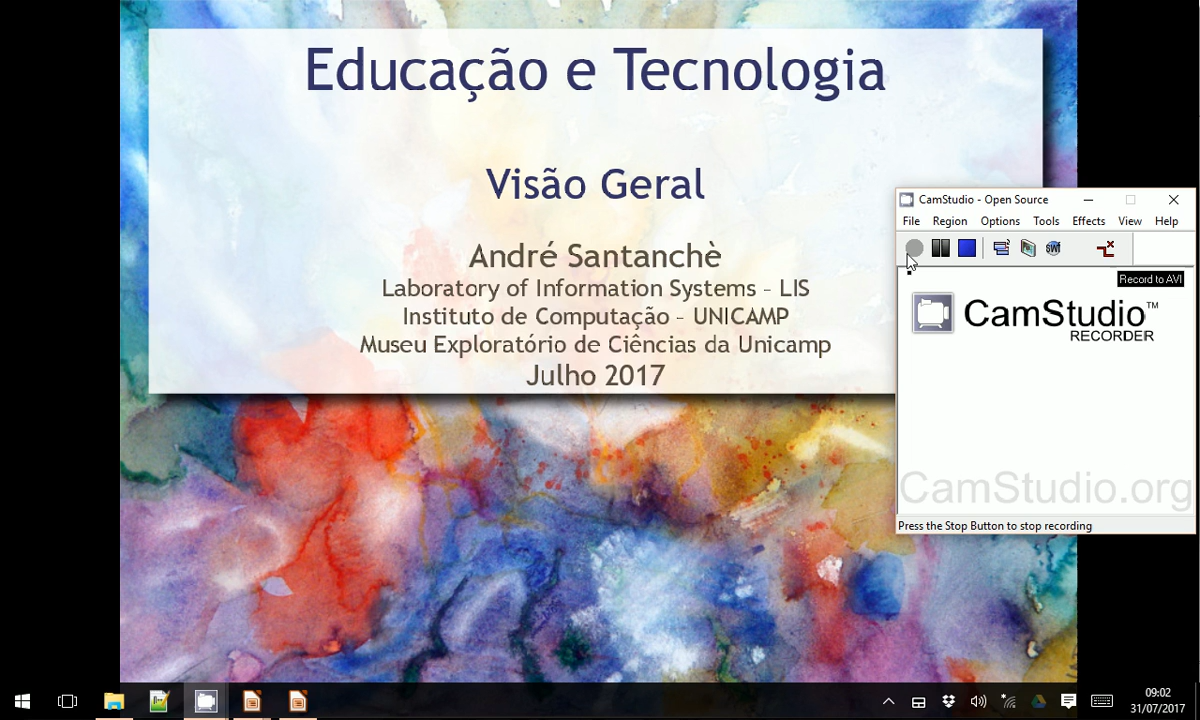 Educação e Tecnologia
Visão Geral
André Santanchè
Laboratory of Information Systems – LIS
Instituto de Computação – UNICAMP
Museu Exploratório de Ciências da Unicamp
Julho 2017
CamStudio - Open Source
File Region Options Tools Effects View Help
SWF
Record to AVI
CamStudio™
RECORDER
CamStudio.org
Press the Stop Button to stop recording
09:02
31/07/2017